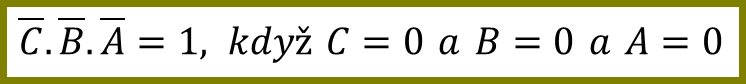 C̅.B̅.A̅ = 1, když C = 0 a B = 0 a A = 0